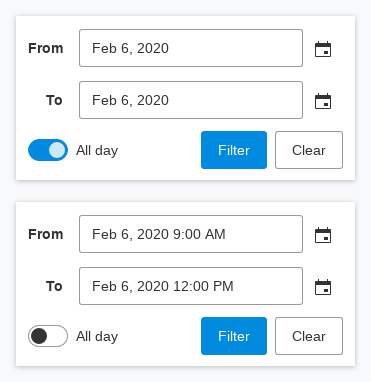 From Feb 6, 2020
To Feb 6, 2020
All day Filter Clear
From Feb 6, 2020 9:00 AM
To Feb 6, 2020 12:00 PM
All day Filter Clear